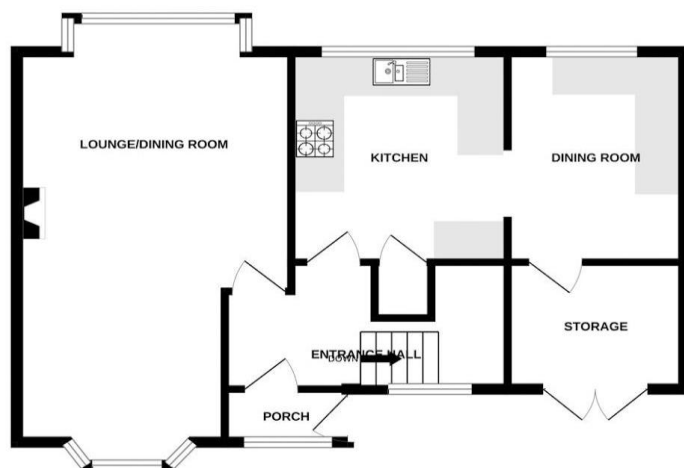 LOUNGE/DINING ROOM
KITCHEN
DINING ROOM
STORAGE
ENTRANCE HALL
DOWN
PORCH